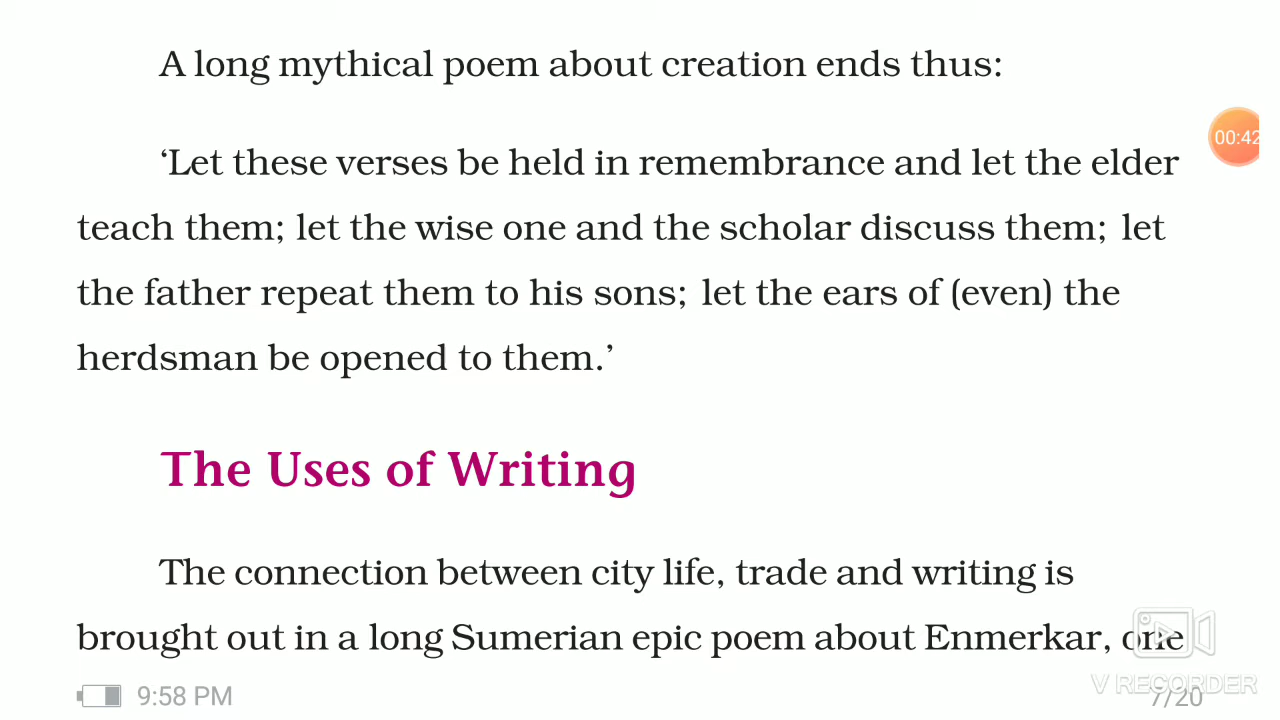 A long mythical poem about creation ends thus:
00:42
‘Let these verses be held in remembrance and let the elder
teach them; let the wise one and the scholar discuss them; let
the father repeat them to his sons; let the ears of (even) the
herdsman be opened to them.’
The Uses of Writing
The connection between city life, trade and writing is
brought out in a long Sumerian epic poem about Enmerkar, one
V RECORDER
9:58 PM
7/20